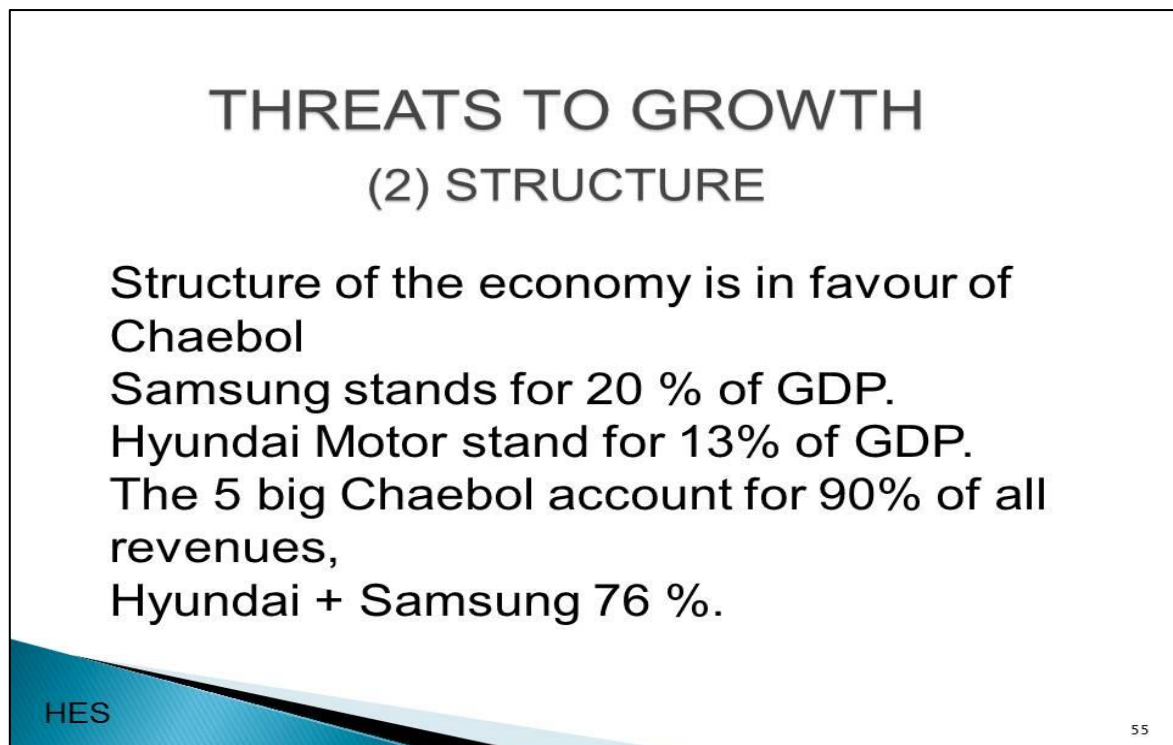 THREATS TO GROWTH
(2) STRUCTURE
Structure of the economy is in favour of
Chaebol
Samsung stands for 20 % of GDP.
Hyundai Motor stand for 13% of GDP.
The 5 big Chaebol account for 90% of all
revenues,
Hyundai + Samsung 76 %.
HES
55